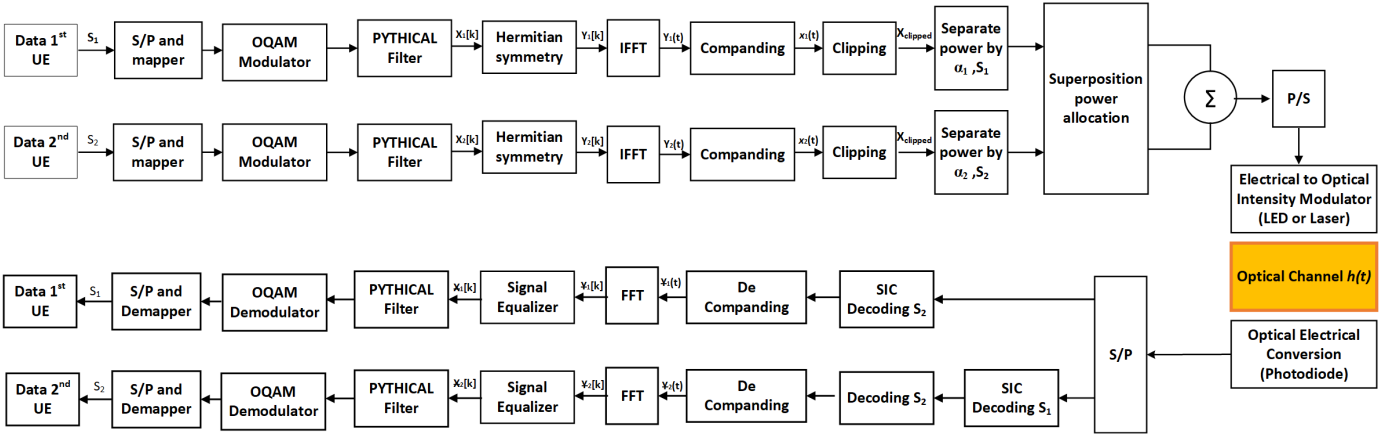 Data 1st
UE
S1
S/P and
mapper
OQAM
Modulator
PYTHICAL
Filter
X1[k]
Hermitian
symmetry
Y1[k]
IFFT
Y1(t)
Companding
x1(t)
Clipping
Xclipped
Separate
power by
α1 ,S1
Superposition
power
allocation
Σ
P/S
Data 2nd
UE
S2
S/P and
mapper
OQAM
Modulator
PYTHICAL
Filter
X2[k]
Hermitian
symmetry
Y2[k]
IFFT
Y2(t)
Companding
x2(t)
Clipping
Xclipped
Separate
power by
α2 ,S2
Electrical to Optical
Intensity Modulator
(LED or Laser)
Optical Channel h(t)
Optical Electrical
Conversion
(Photodiode)
S/P
Data 1st
UE
S1
S/P and
Demapper
OQAM
Demodulator
PYTHICAL
Filter
X1[k]
Signal
Equalizer
¥1[k]
FFT
¥1(t)
De
Companding
SIC
Decoding S2
Data 2nd
UE
S2
S/P and
Demapper
OQAM
Demodulator
PYTHICAL
Filter
X2[k]
Signal
Equalizer
¥2[k]
FFT
¥2(t)
De
Companding
Decoding S2
SIC
Decoding S1